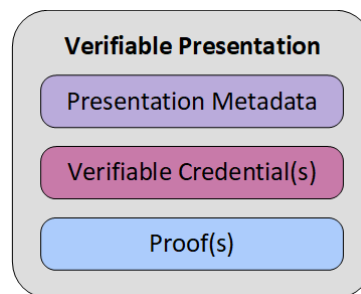 Verifiable Presentation
Presentation Metadata
Verifiable Credential(s)
Proof(s)